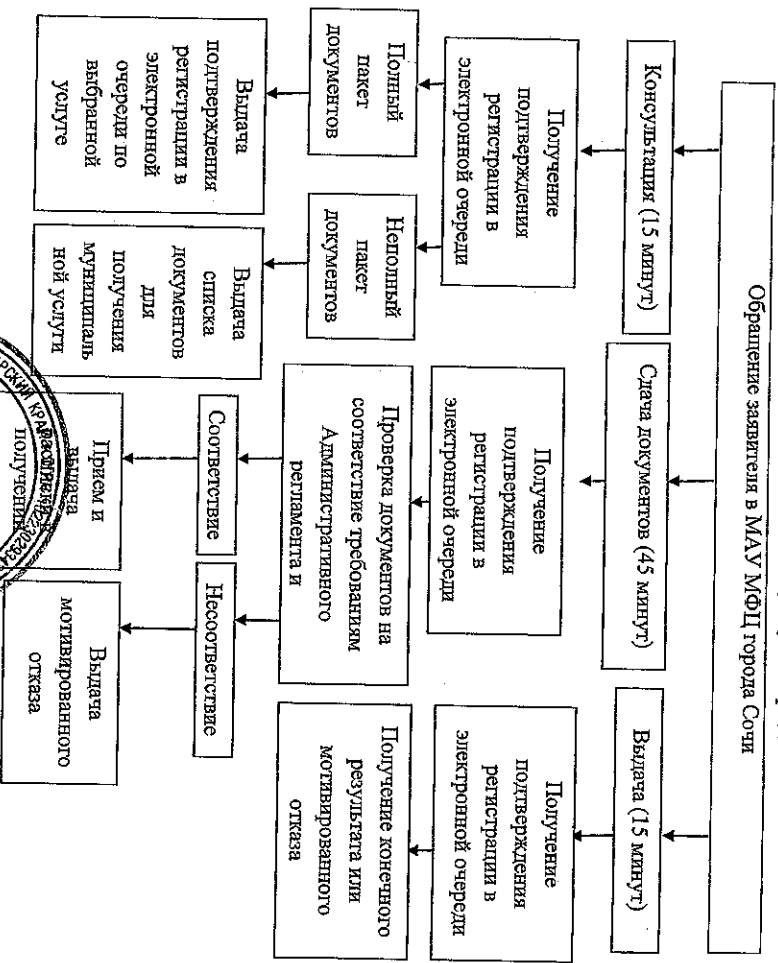 Обращение заявителя в МАУ МФЦ города Сочи
Консультация (15 минут)
Сдача документов (45 минут)
Выдача (15 минут)
Получение
подтверждения
регистрации в
электронной очереди
Получение
подтверждения
регистрации в
электронной очереди
Получение
подтверждения
регистрации в
электронной очереди
Полный
пакет
документов
Неполный
пакет
документов
Проверка документов на
соответствие требованиям
Административного
регламента и
Получение конечного
результата или
мотивированного
отказа
Выдача
подтверждения
регистрации в
электронной
очереди по
выбранной
услуге
Выдача
списка
документов
для
получения
муниципаль
ной услуги
Соответствие
Несоответствие
Прием и
выдача
получении
Выдача
мотивированного
отказа